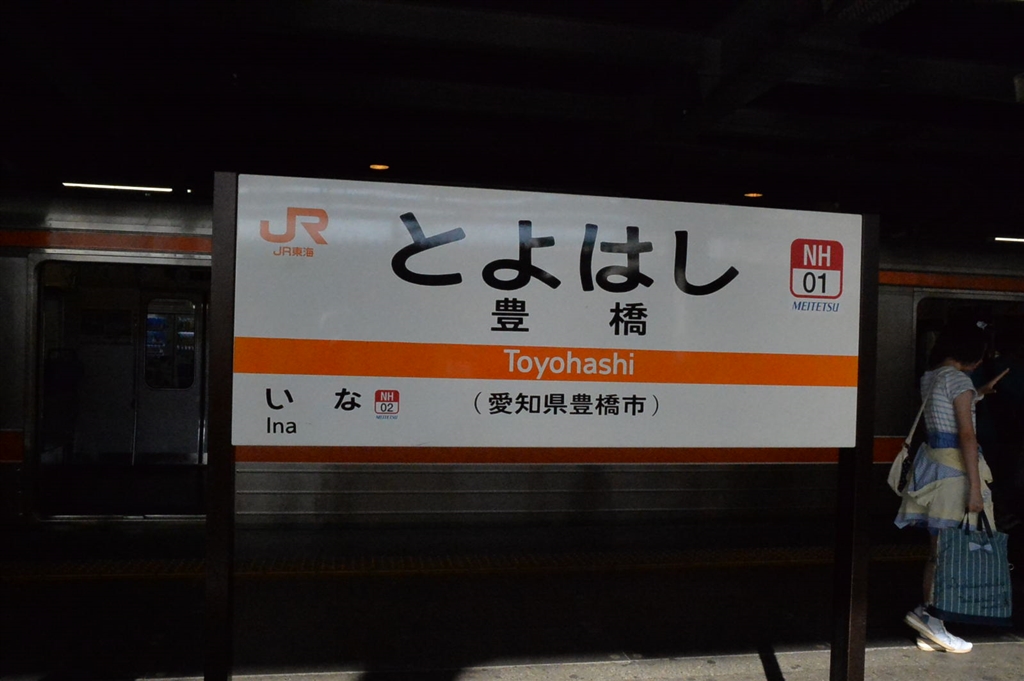 JR
JR東海
とよはし
豊橋
NH
01
MEITETSU
Toyohashi
いな
NH
02
Ina
(愛知県豊橋市)